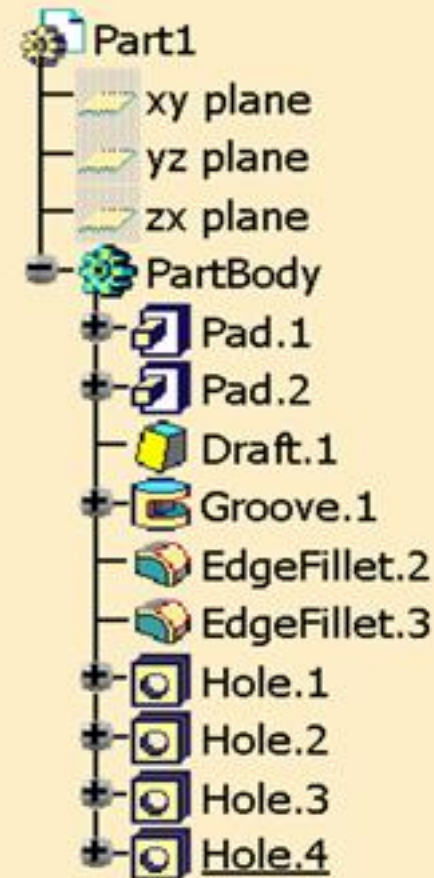 Part1
xy plane
yz plane
zx plane
PartBody
Pad.1
Pad.2
Draft.1
Groove.1
EdgeFillet.2
EdgeFillet.3
Hole.1
Hole.2
Hole.3
Hole.4